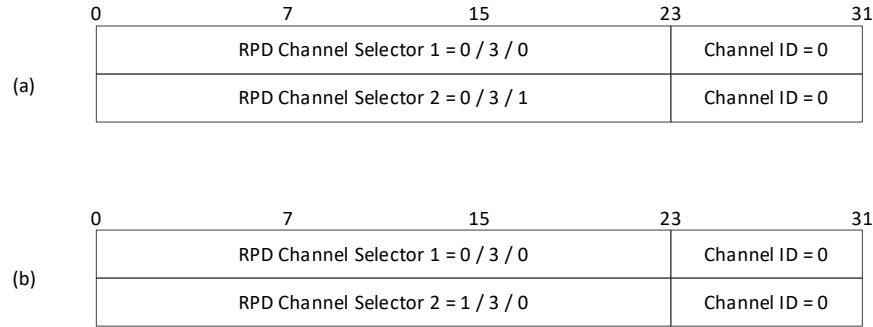 0 7 15 23 31
RPD Channel Selector 1 = 0 / 3 / 0 Channel ID = 0
(a)
RPD Channel Selector 2 = 0 / 3 / 1 Channel ID = 0
0 7 15 23 31
RPD Channel Selector 1 = 0 / 3 / 0 Channel ID = 0
(b)
RPD Channel Selector 2 = 1 / 3 / 0 Channel ID = 0